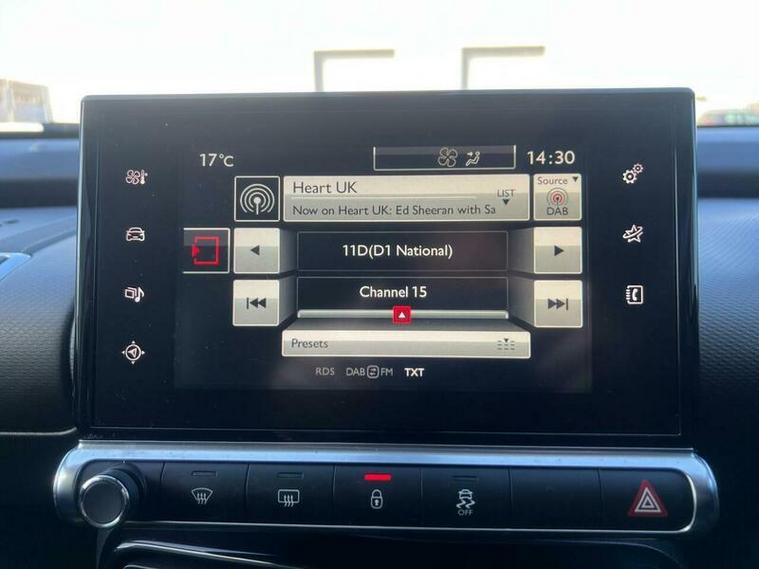 17°C
14:30
Heart UK
LIST
Now on Heart UK: Ed Sheeran with Sa
Source
DAB
11D(D1 National)
Channel 15
Presets
RDS DAB FM TXT
OFF